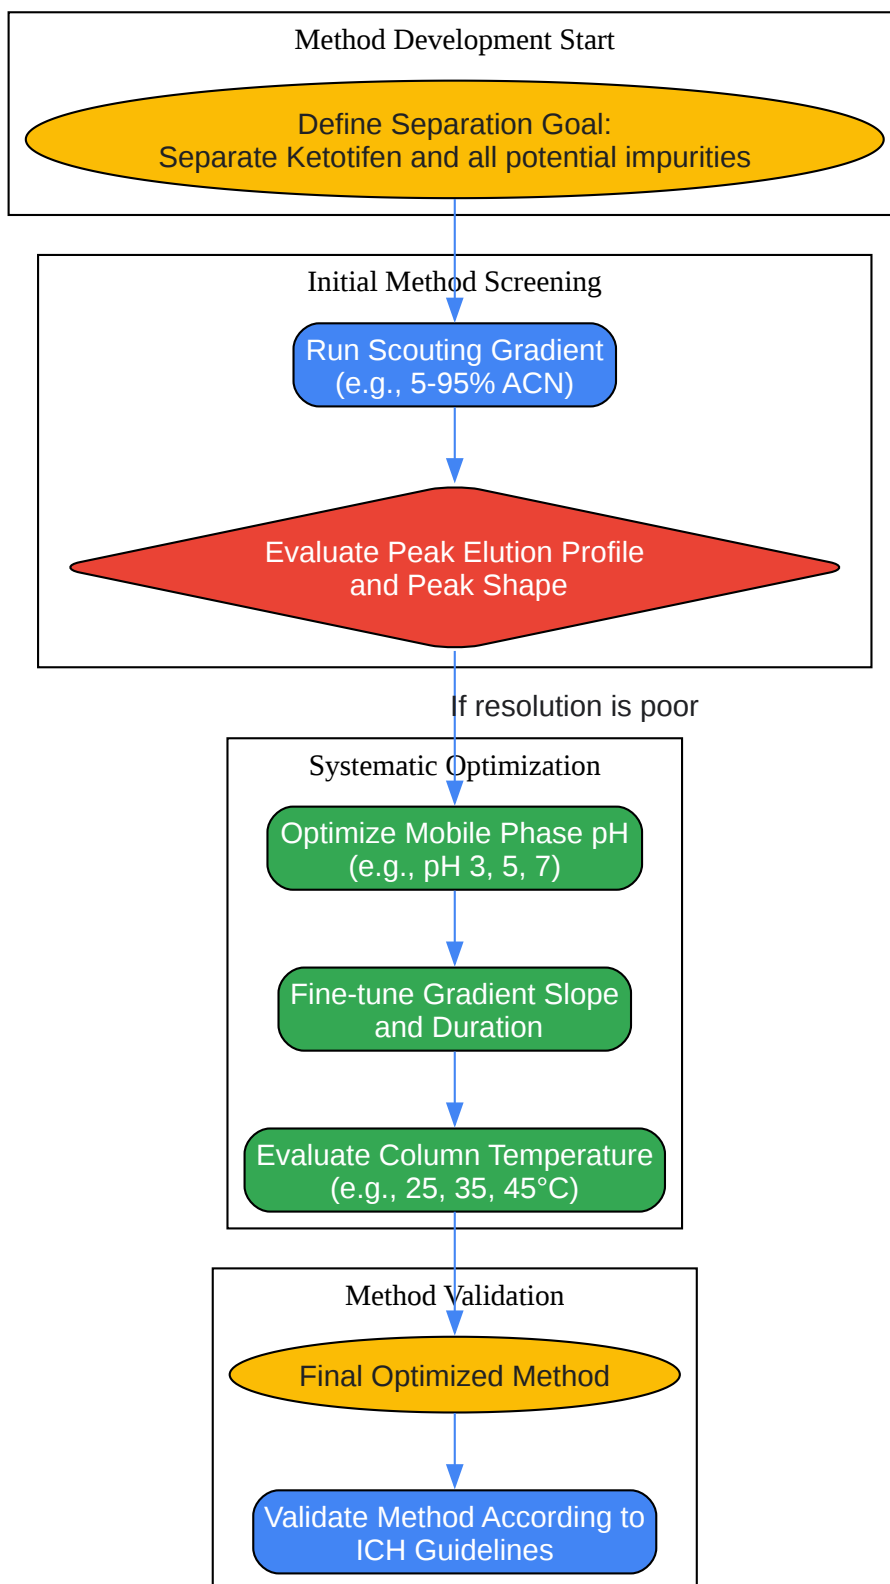 Method Development Start
Define Separation Goal:
Separate Ketotifen and all potential impurities
Initial Method Screening
Run Scouting Gradient
(e.g., 5-95% ACN)
Evaluate Peak Elution Profile
and Peak Shape
If resolution is poor
Systematic Optimization
Optimize Mobile Phase pH
(e.g., pH 3, 5, 7)
Fine-tune Gradient Slope
and Duration
Evaluate Column Temperature
(e.g., 25, 35, 45°C)
Method Validation
Final Optimized Method
Validate Method According to
ICH Guidelines